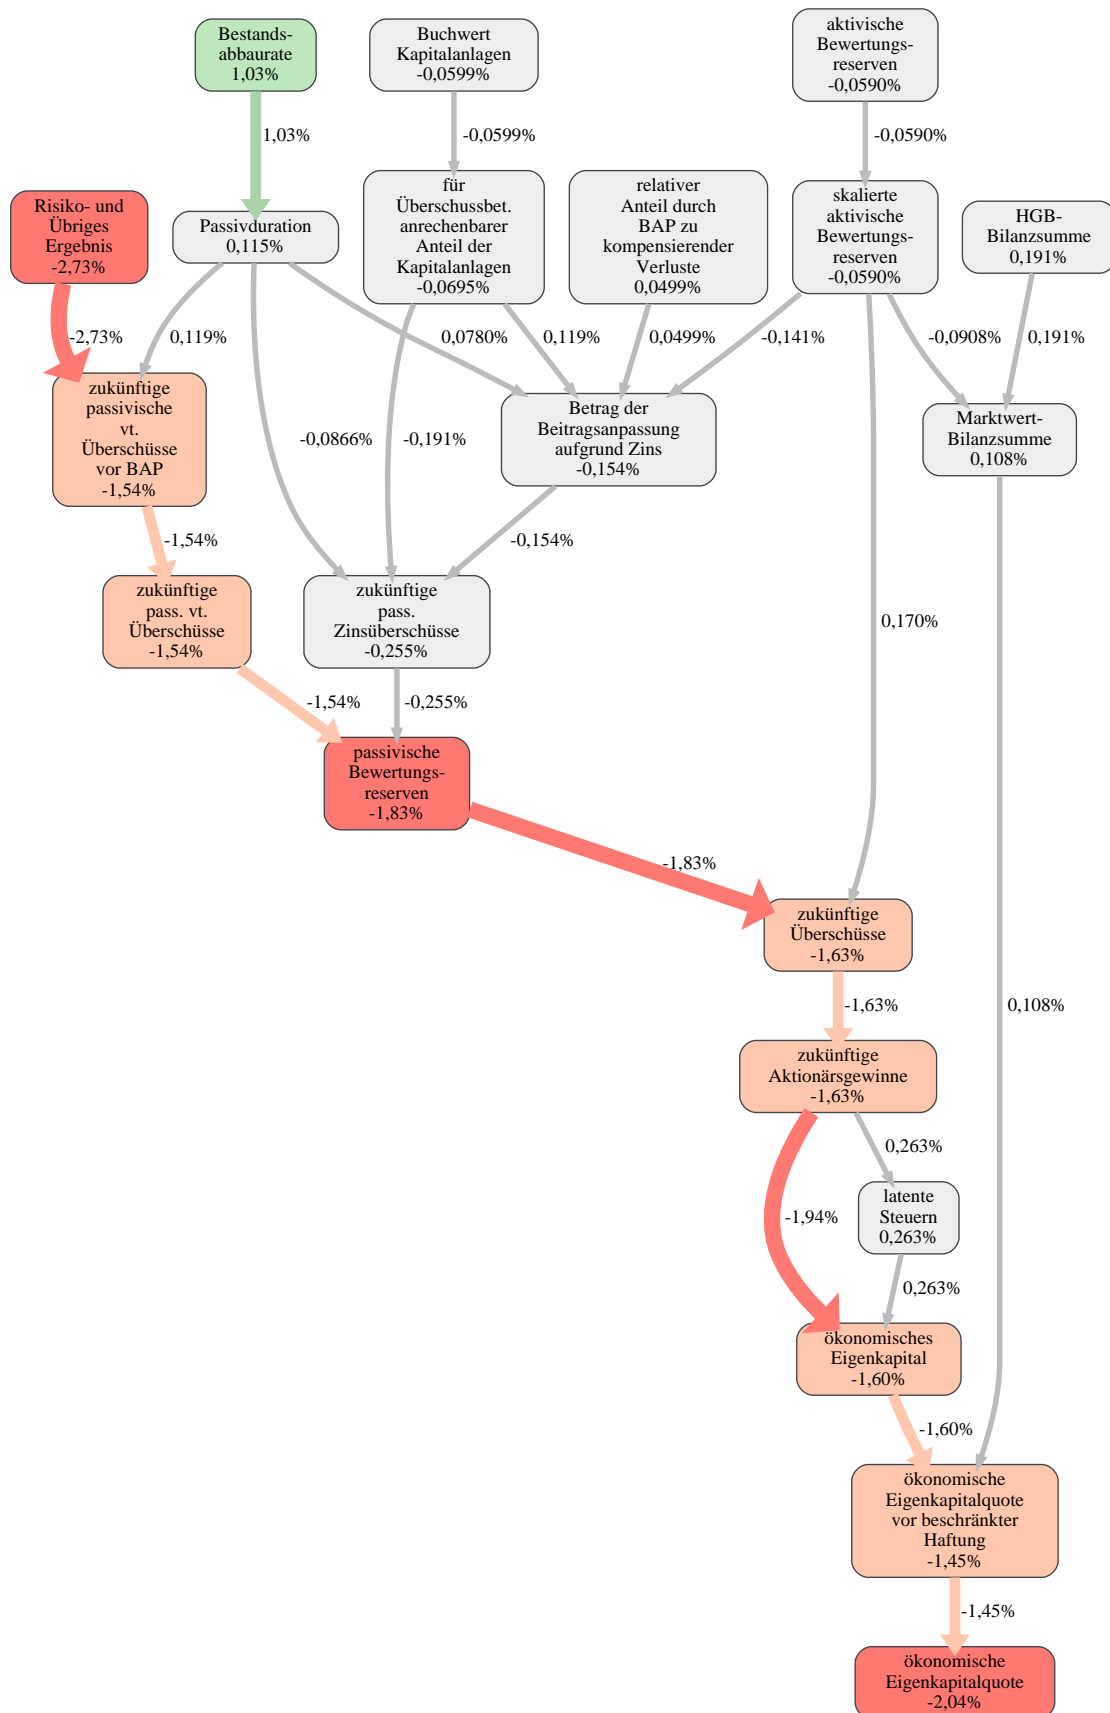 Bestands-
abbaurate
1,03%
Buchwert
Kapitalanlagen
-0,0599%
aktivische
Bewertungs-
reserven
-0,0590%
1,03%
-0,0599%
-0,0590%
Risiko- und
Übriges
Ergebnis
-2,73%
Passivduration
0,115%
für
Überschussbet.
anrechenbarer
Anteil der
Kapitalanlagen
-0,0695%
relativer
Anteil durch
BAP zu
kompensierender
Verluste
0,0499%
skalierte
aktivische
Bewertungs-
reserven
-0,0590%
HGB-
Bilanzsumme
0,191%
-2,73%
0,119%
0,0780%
0,119%
0,0499%
-0,141%
-0,0908%
0,191%
zukünftige
passivische
vt.
Überschüsse
vor BAP
-1,54%
-0,0866%
-0,191%
Betrag der
Beitragsanpassung
aufgrund Zins
-0,154%
Marktwert-
Bilanzsumme
0,108%
-1,54%
-0,154%
zukünftige
pass. vt.
Überschüsse
-1,54%
zukünftige
pass.
Zinsüberschüsse
-0,255%
0,170%
-1,54%
-0,255%
passivische
Bewertungs-
reserven
-1,83%
-1,83%
zukünftige
Überschüsse
-1,63%
-1,63%
0,108%
zukünftige
Aktionärsgewinne
-1,63%
0,263%
-1,94%
latente
Steuern
0,263%
0,263%
ökonomisches
Eigenkapital
-1,60%
-1,60%
ökonomische
Eigenkapitalquote
vor beschränkter
Haftung
-1,45%
-1,45%
ökonomische
Eigenkapitalquote
-2,04%